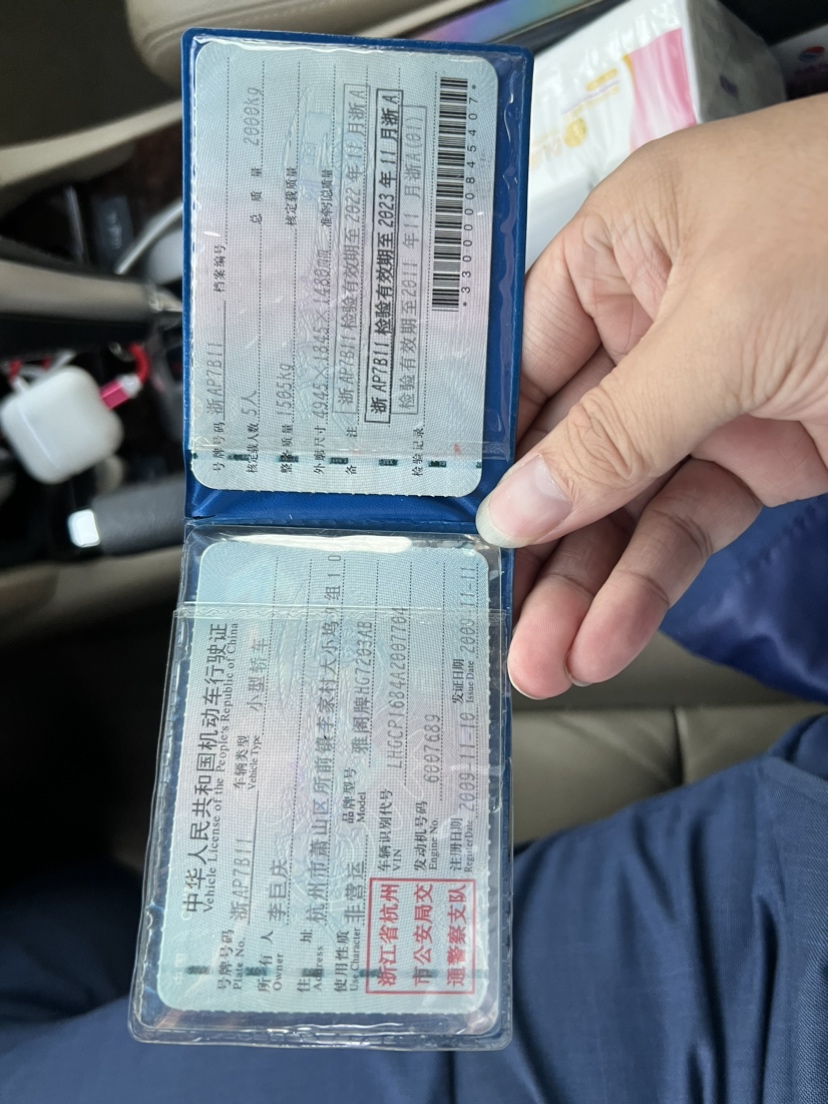 中华人民共和国机动车行驶证
Vehicle License of the People's Republic of China
号牌号码 浙AP7B11 车辆类型 小型轿车
Plate No. Vehicle Type
所有人 李巨庆
Owner
住址 杭州市萧山区所前镇李家村大小坞9组10
Address
使用性质 非营运 品牌型号 雅阁牌HG7203AB
Use Character Model
浙江省杭州
市公安局交
通警察支队
车辆识别代号 LHGCP1684A2007704
VIN
发动机号码 6007689
Engine No.
注册日期 2009-11-10 发证日期 2009-11-11
Register Date Issue Date
号牌号码 浙AP7B11 档案编号
核定载人数 5人 总质量 2000kg
整备质量 1505kg 核定载质量
外廓尺寸 4945×1845×1480mm 准牵引总质量
备注 浙AP7B11检验有效期至2022年11月浙A
浙AP7B11检验有效期至2023年11月浙A
检验记录 检验有效期至2011年11月浙A(01)
*3300000845407*